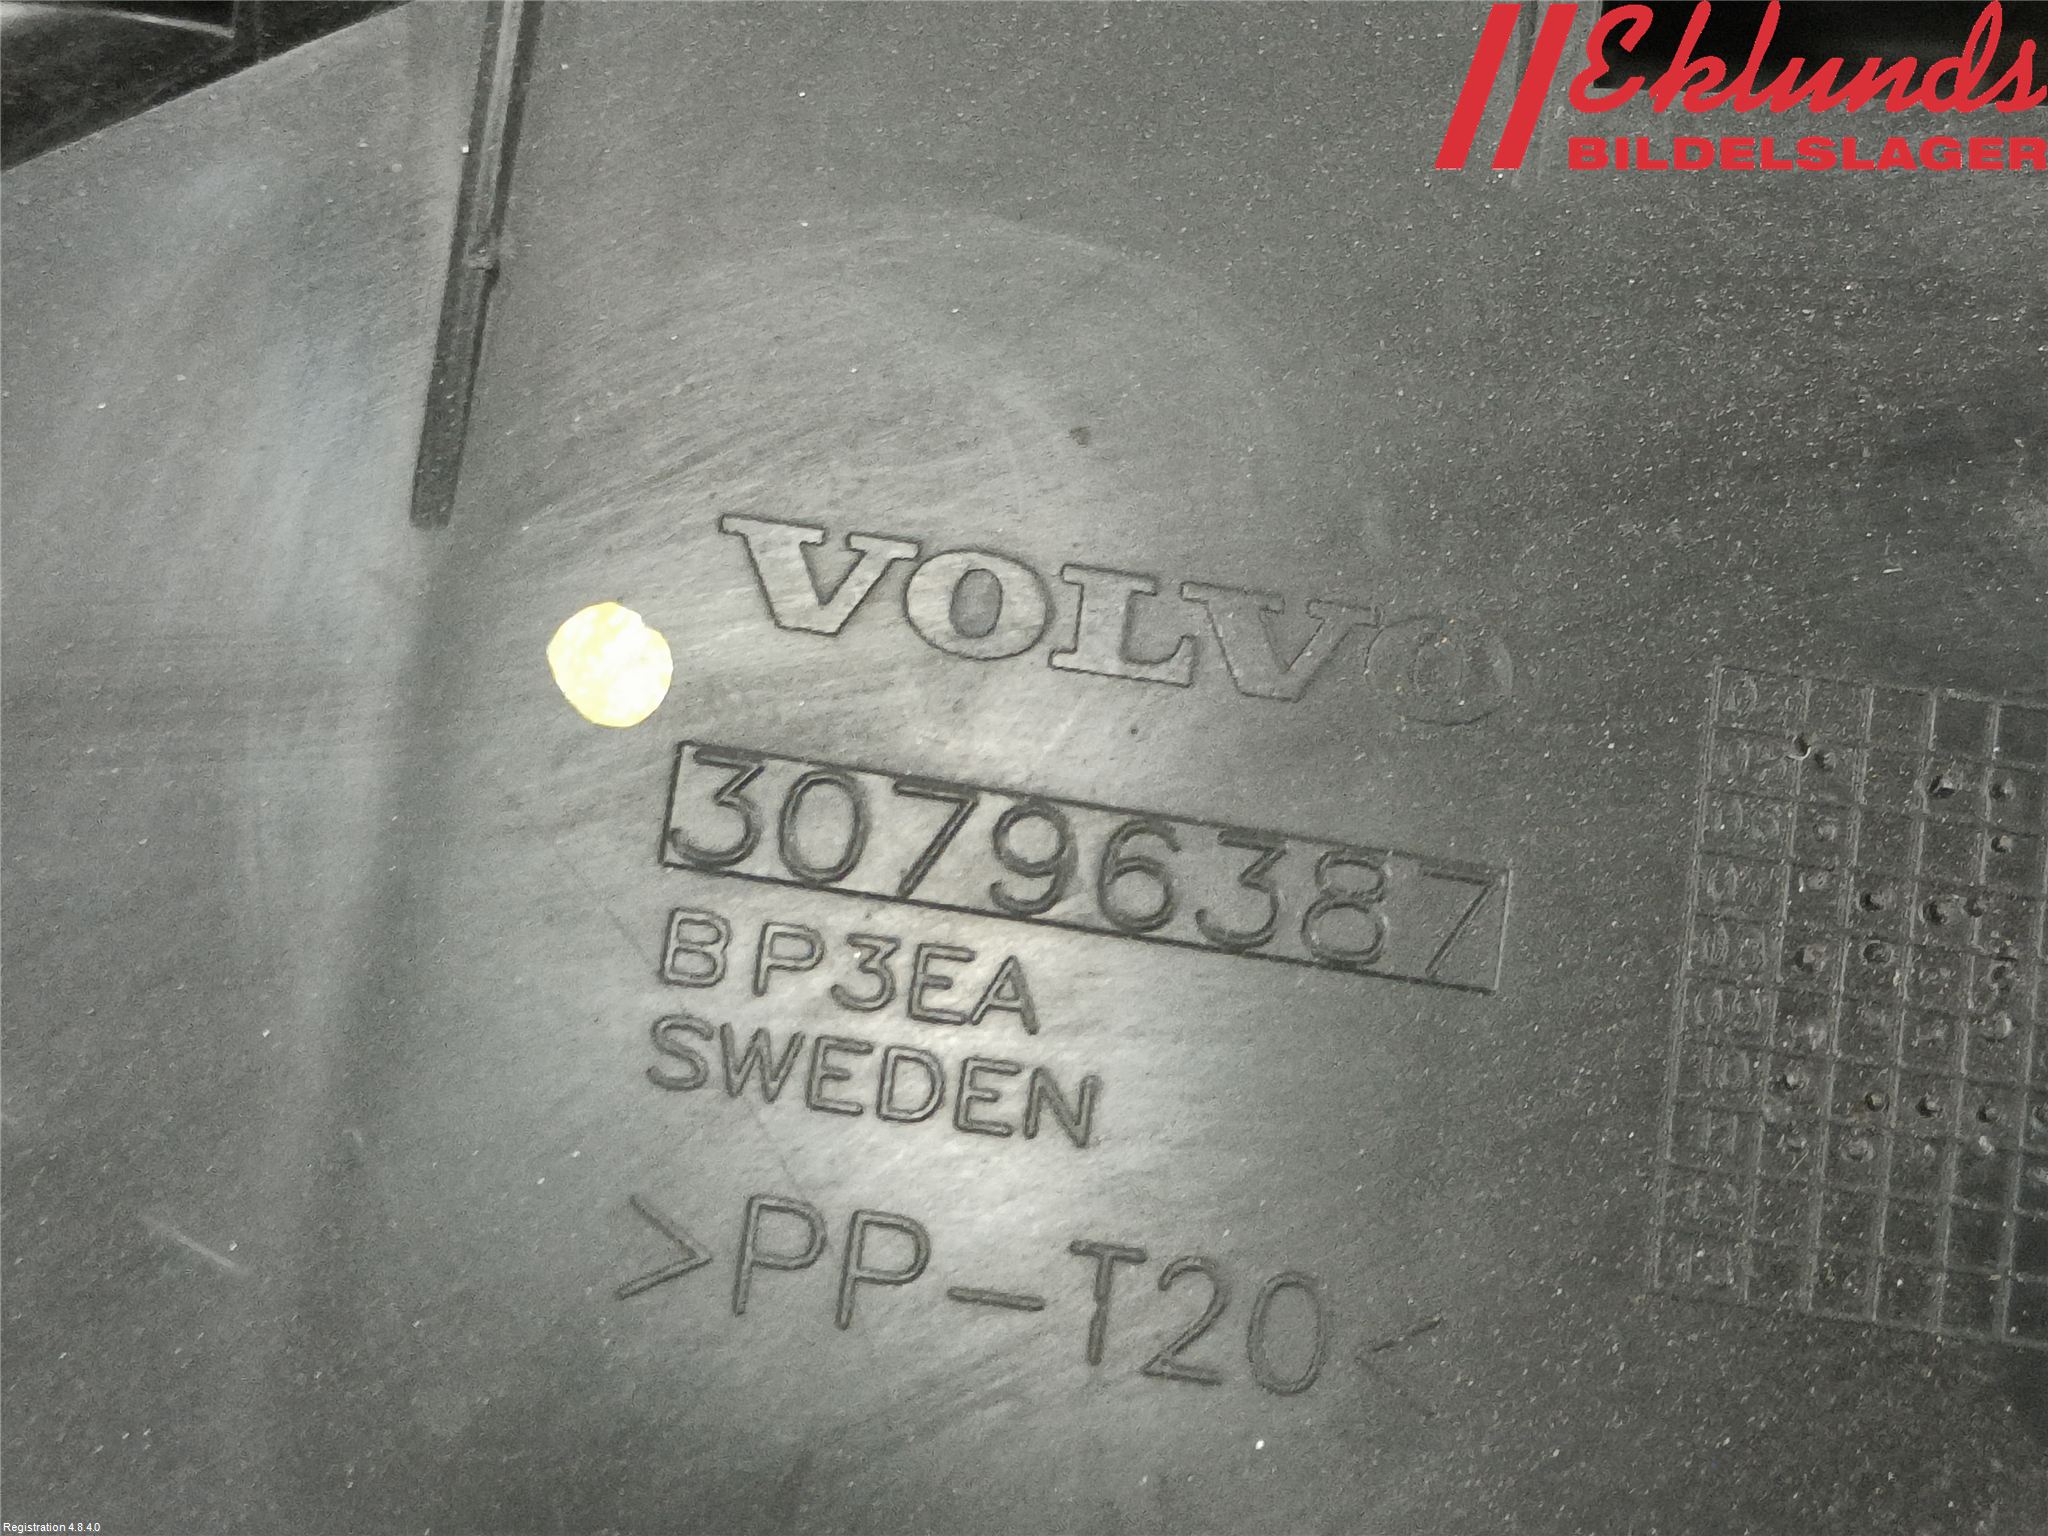 Eklunds
BILDELSLAGER
VOLVO
30796387
BP3EA
SWEDEN
>PP-T20<
Registration 4.8.4.0